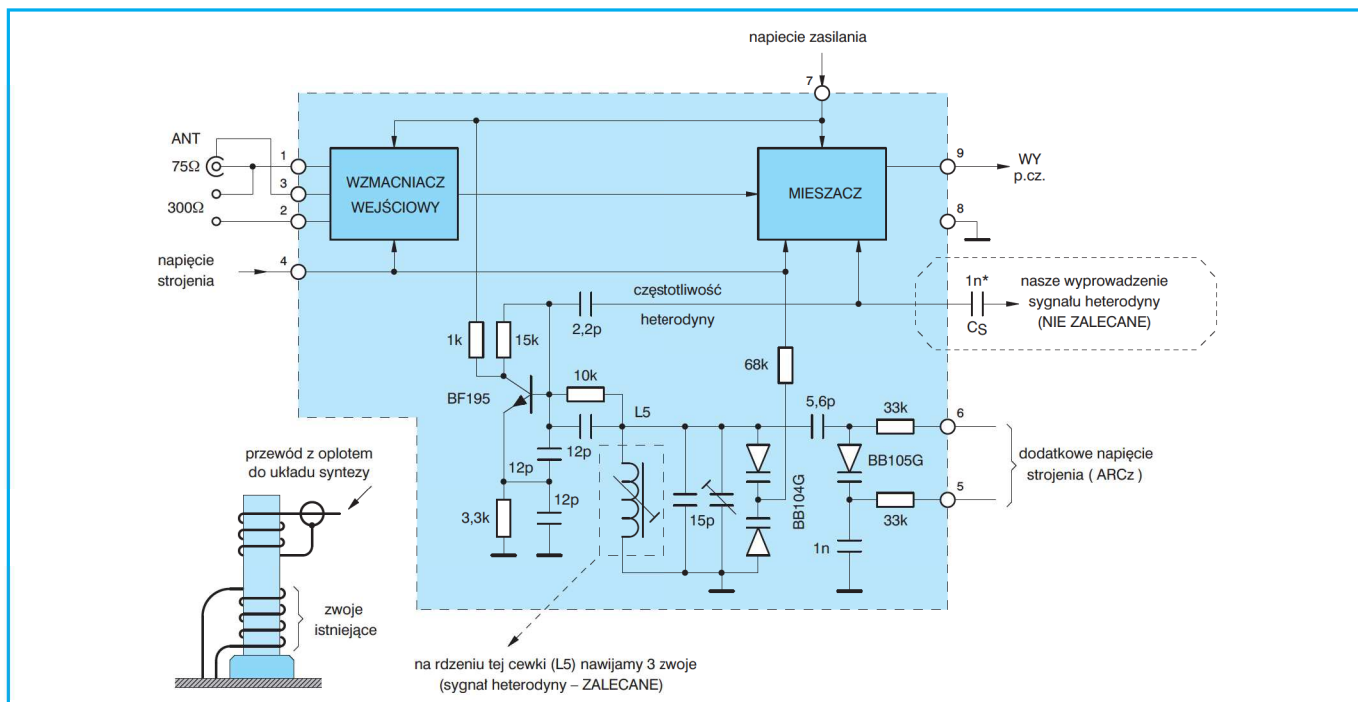 napiecie zasilania
7
ANT
75Ω
300Ω
1
3
2
WZMACNIACZ
WEJŚCIOWY
MIESZACZ
9
WY
p.cz.
8
napięcie
strojenia
4
częstotliwość
heterodyny
2,2p
1n*
CS
nasze wyprowadzenie
sygnału heterodyny
(NIE ZALECANE)
1k
15k
68k
10k
BF195
L5
5,6p
33k
6
12p
12p
BB104G
BB105G
dodatkowe napięcie
strojenia ( ARCz )
5
33k
3,3k
12p
15p
1n
przewód z oplotem
do układu syntezy
zwoje
istniejące
na rdzeniu tej cewki (L5) nawijamy 3 zwoje
(sygnał heterodyny – ZALECANE)